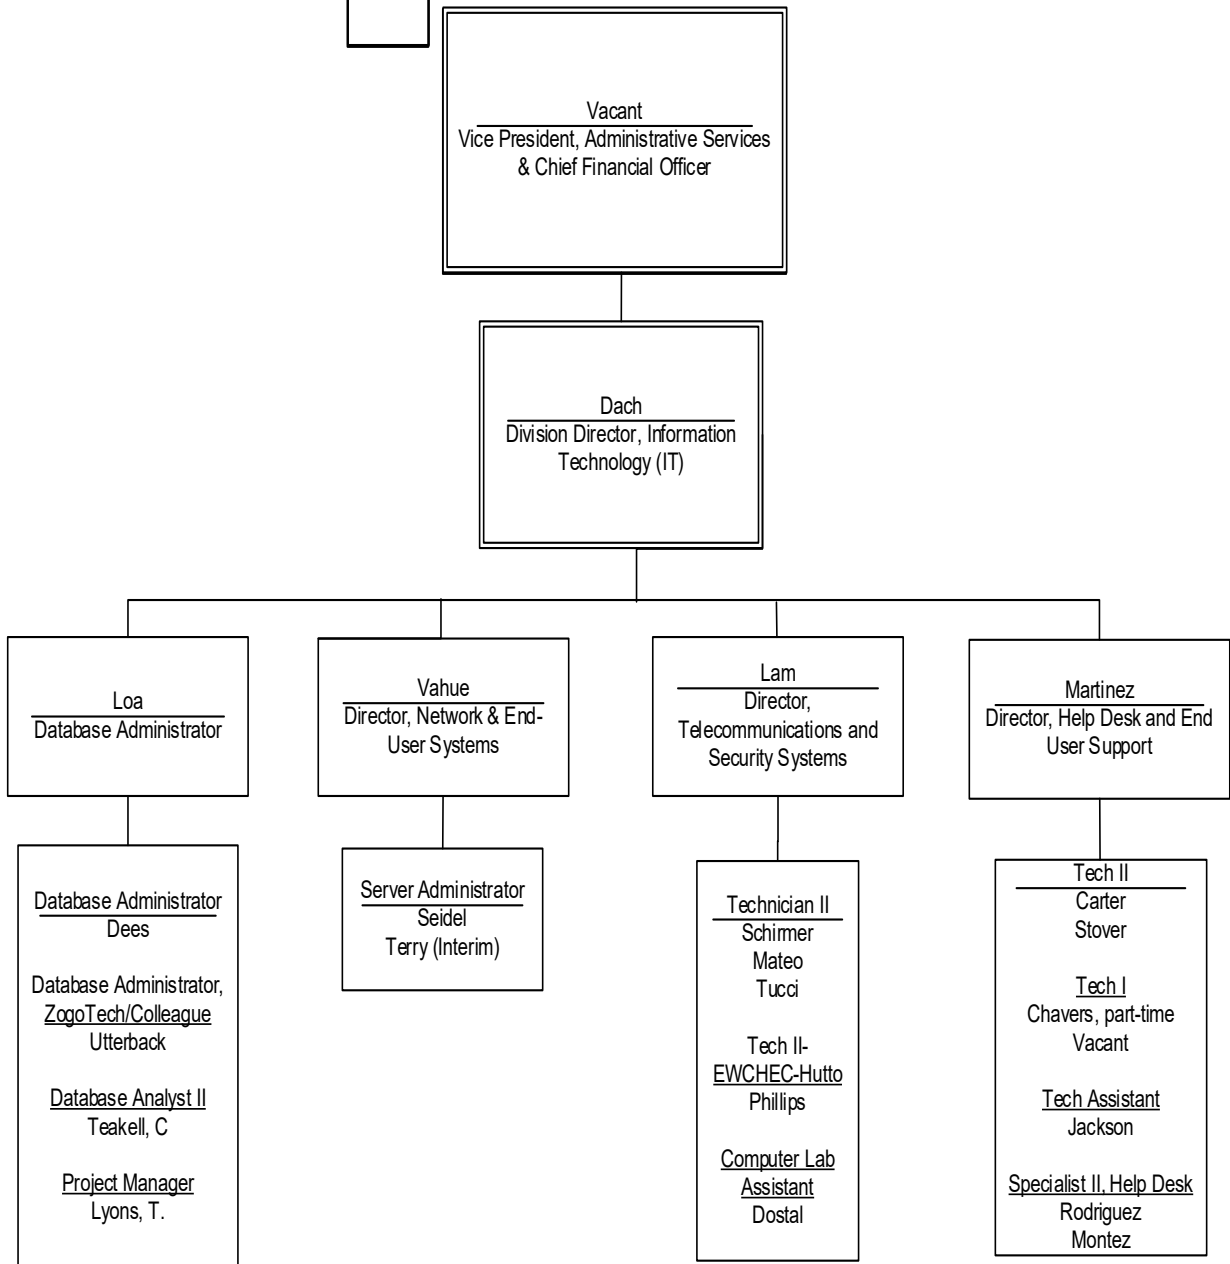 Vacant
Vice President, Administrative Services
& Chief Financial Officer
Dach
Division Director, Information
Technology (IT)
Loa
Database Administrator
Vahue
Director, Network & End-
User Systems
Lam
Director,
Telecommunications and
Security Systems
Martinez
Director, Help Desk and End
User Support
Database Administrator
Dees
Database Administrator,
ZogoTech/Colleague
Utterback
Database Analyst II
Teakell, C
Project Manager
Lyons, T.
Server Administrator
Seidel
Terry (Interim)
Technician II
Schirmer
Mateo
Tucci
Tech II-
EWCHEC-Hutto
Phillips
Computer Lab
Assistant
Dostal
Tech II
Carter
Stover
Tech I
Chavers, part-time
Vacant
Tech Assistant
Jackson
Specialist II, Help Desk
Rodriguez
Montez